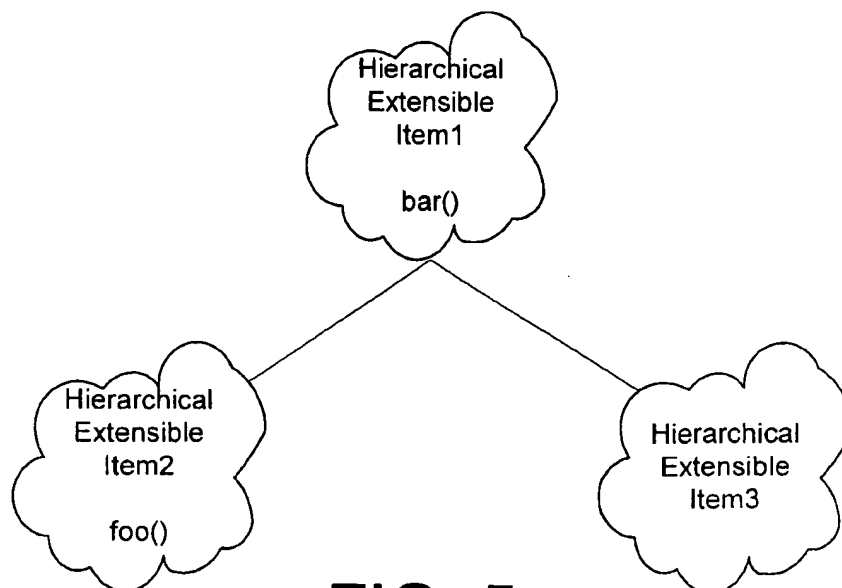 Hierarchical
Extensible
Item1
bar()
Hierarchical
Extensible
Item2
foo()
Hierarchical
Extensible
Item3